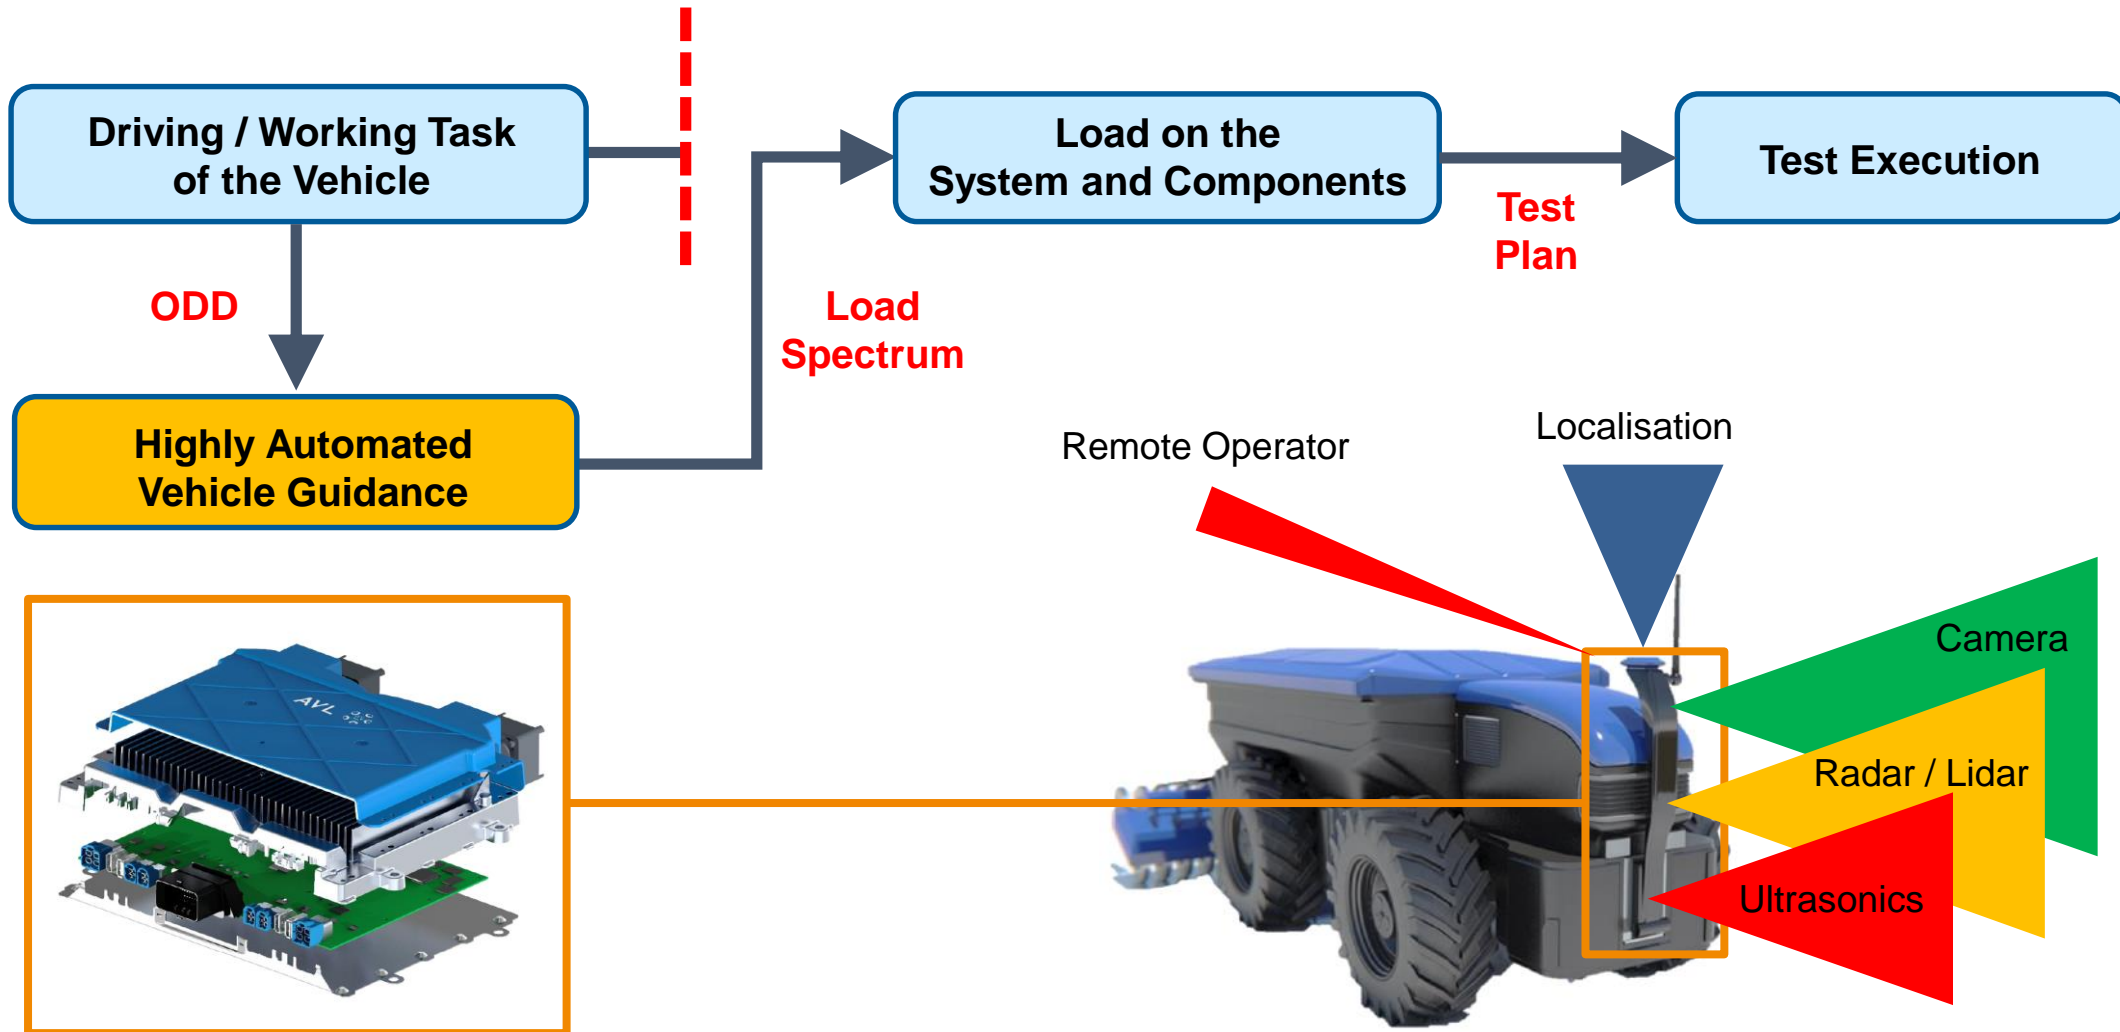 Driving / Working Task
of the Vehicle
Load on the
System and Components
Test Execution
Test
Plan
ODD
Load
Spectrum
Highly Automated
Vehicle Guidance
Remote Operator
Localisation
Camera
Radar / Lidar
Ultrasonics
AVL